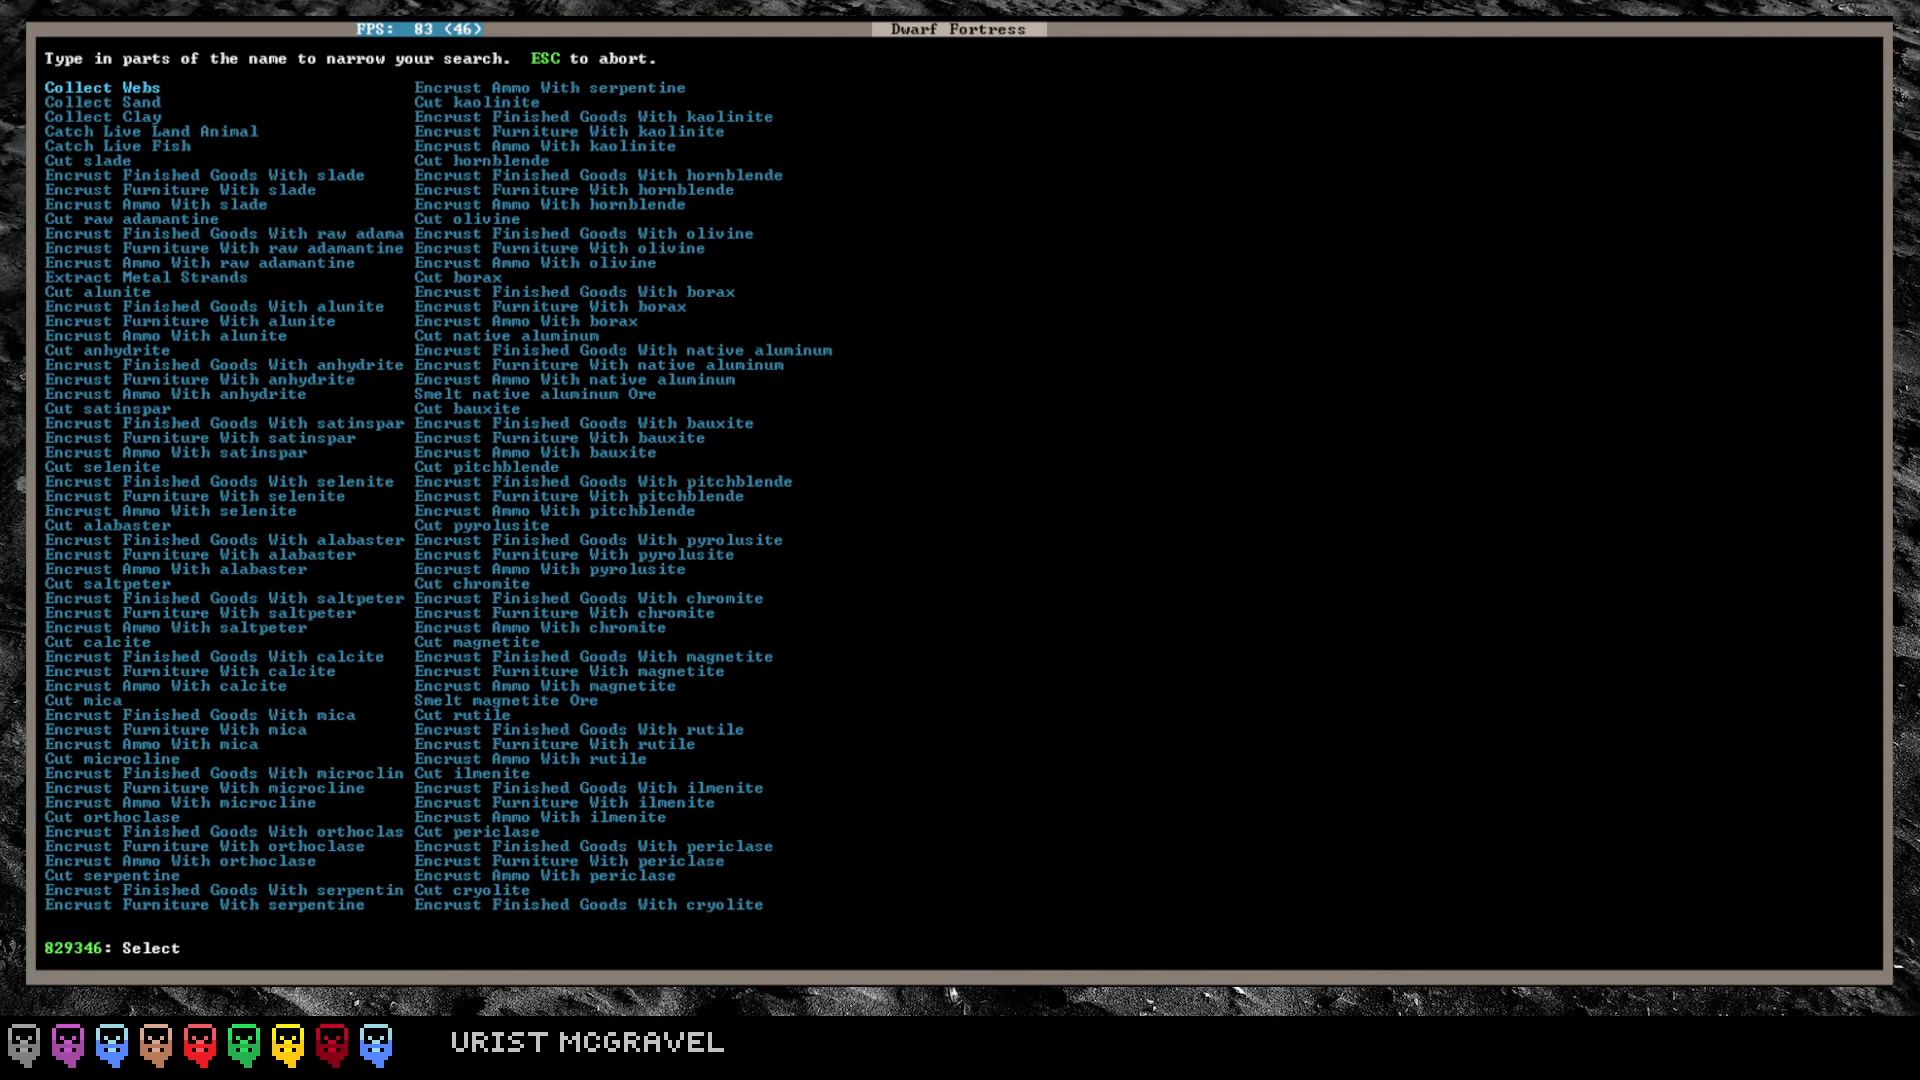 FPS: 83 (46)
Dwarf Fortress
Type in parts of the name to narrow your search. ESC to abort.
Collect Webs
Collect Sand
Collect Clay
Catch Live Land Animal
Catch Live Fish
Cut slade
Encrust Finished Goods With slade
Encrust Furniture With slade
Encrust Ammo With slade
Cut raw adamantine
Encrust Finished Goods With raw adama
Encrust Furniture With raw adamantine
Encrust Ammo With raw adamantine
Extract Metal Strands
Cut alunite
Encrust Finished Goods With alunite
Encrust Furniture With alunite
Encrust Ammo With alunite
Cut anhydrite
Encrust Finished Goods With anhydrite
Encrust Furniture With anhydrite
Encrust Ammo With anhydrite
Cut satinspar
Encrust Finished Goods With satinspar
Encrust Furniture With satinspar
Encrust Ammo With satinspar
Cut selenite
Encrust Finished Goods With selenite
Encrust Furniture With selenite
Encrust Ammo With selenite
Cut alabaster
Encrust Finished Goods With alabaster
Encrust Furniture With alabaster
Encrust Ammo With alabaster
Cut saltpeter
Encrust Finished Goods With saltpeter
Encrust Furniture With saltpeter
Encrust Ammo With saltpeter
Cut calcite
Encrust Finished Goods With calcite
Encrust Furniture With calcite
Encrust Ammo With calcite
Cut mica
Encrust Finished Goods With mica
Encrust Furniture With mica
Encrust Ammo With mica
Cut microcline
Encrust Finished Goods With microclin
Encrust Furniture With microcline
Encrust Ammo With microcline
Cut orthoclase
Encrust Finished Goods With orthoclas
Encrust Furniture With orthoclase
Encrust Ammo With orthoclase
Cut serpentine
Encrust Finished Goods With serpentin
Encrust Furniture With serpentine
Encrust Ammo With serpentine
Cut kaolinite
Encrust Finished Goods With kaolinite
Encrust Furniture With kaolinite
Encrust Ammo With kaolinite
Cut hornblende
Encrust Finished Goods With hornblende
Encrust Furniture With hornblende
Encrust Ammo With hornblende
Cut olivine
Encrust Finished Goods With olivine
Encrust Furniture With olivine
Encrust Ammo With olivine
Cut borax
Encrust Finished Goods With borax
Encrust Furniture With borax
Encrust Ammo With borax
Cut native aluminum
Encrust Finished Goods With native aluminum
Encrust Furniture With native aluminum
Encrust Ammo With native aluminum
Smelt native aluminum Ore
Cut bauxite
Encrust Finished Goods With bauxite
Encrust Furniture With bauxite
Encrust Ammo With bauxite
Cut pitchblende
Encrust Finished Goods With pitchblende
Encrust Furniture With pitchblende
Encrust Ammo With pitchblende
Cut pyrolusite
Encrust Finished Goods With pyrolusite
Encrust Furniture With pyrolusite
Encrust Ammo With pyrolusite
Cut chromite
Encrust Finished Goods With chromite
Encrust Furniture With chromite
Encrust Ammo With chromite
Cut magnetite
Encrust Finished Goods With magnetite
Encrust Furniture With magnetite
Encrust Ammo With magnetite
Smelt magnetite Ore
Cut rutile
Encrust Finished Goods With rutile
Encrust Furniture With rutile
Encrust Ammo With rutile
Cut ilmenite
Encrust Finished Goods With ilmenite
Encrust Furniture With ilmenite
Encrust Ammo With ilmenite
Cut periclase
Encrust Finished Goods With periclase
Encrust Furniture With periclase
Encrust Ammo With periclase
Cut cryolite
Encrust Finished Goods With cryolite
829346: Select
URIST MCGRAVEL